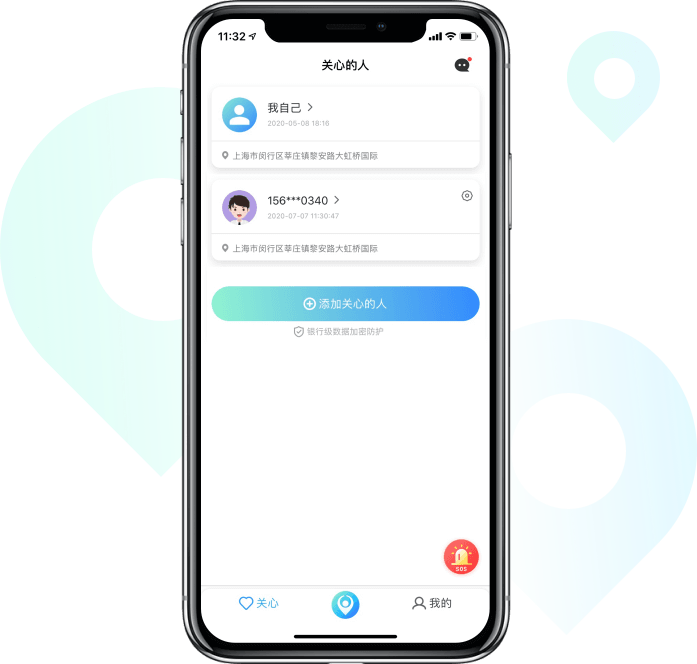 11:32
关心的人
我自己
2020-05-08 18:16
上海市闵行区莘庄镇黎安路大虹桥国际
156***0340
2020-07-07 11:30:47
上海市闵行区莘庄镇黎安路大虹桥国际
添加关心的人
银行级数据加密防护
SOS
关心
我的